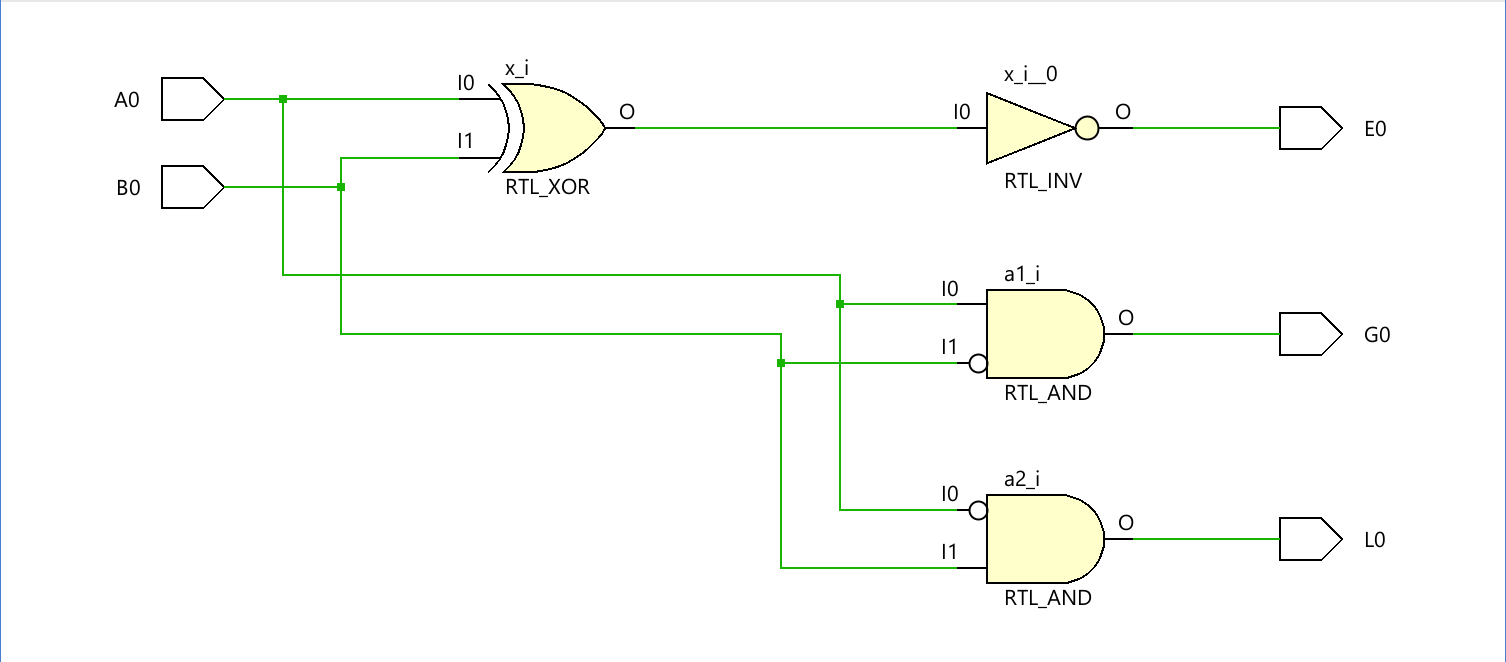 x_i
x_i__0
I0
A0
O
I0
O
E0
I1
B0
RTL_XOR
RTL_INV
a1_i
I0
O
G0
I1
RTL_AND
a2_i
I0
O
L0
I1
RTL_AND